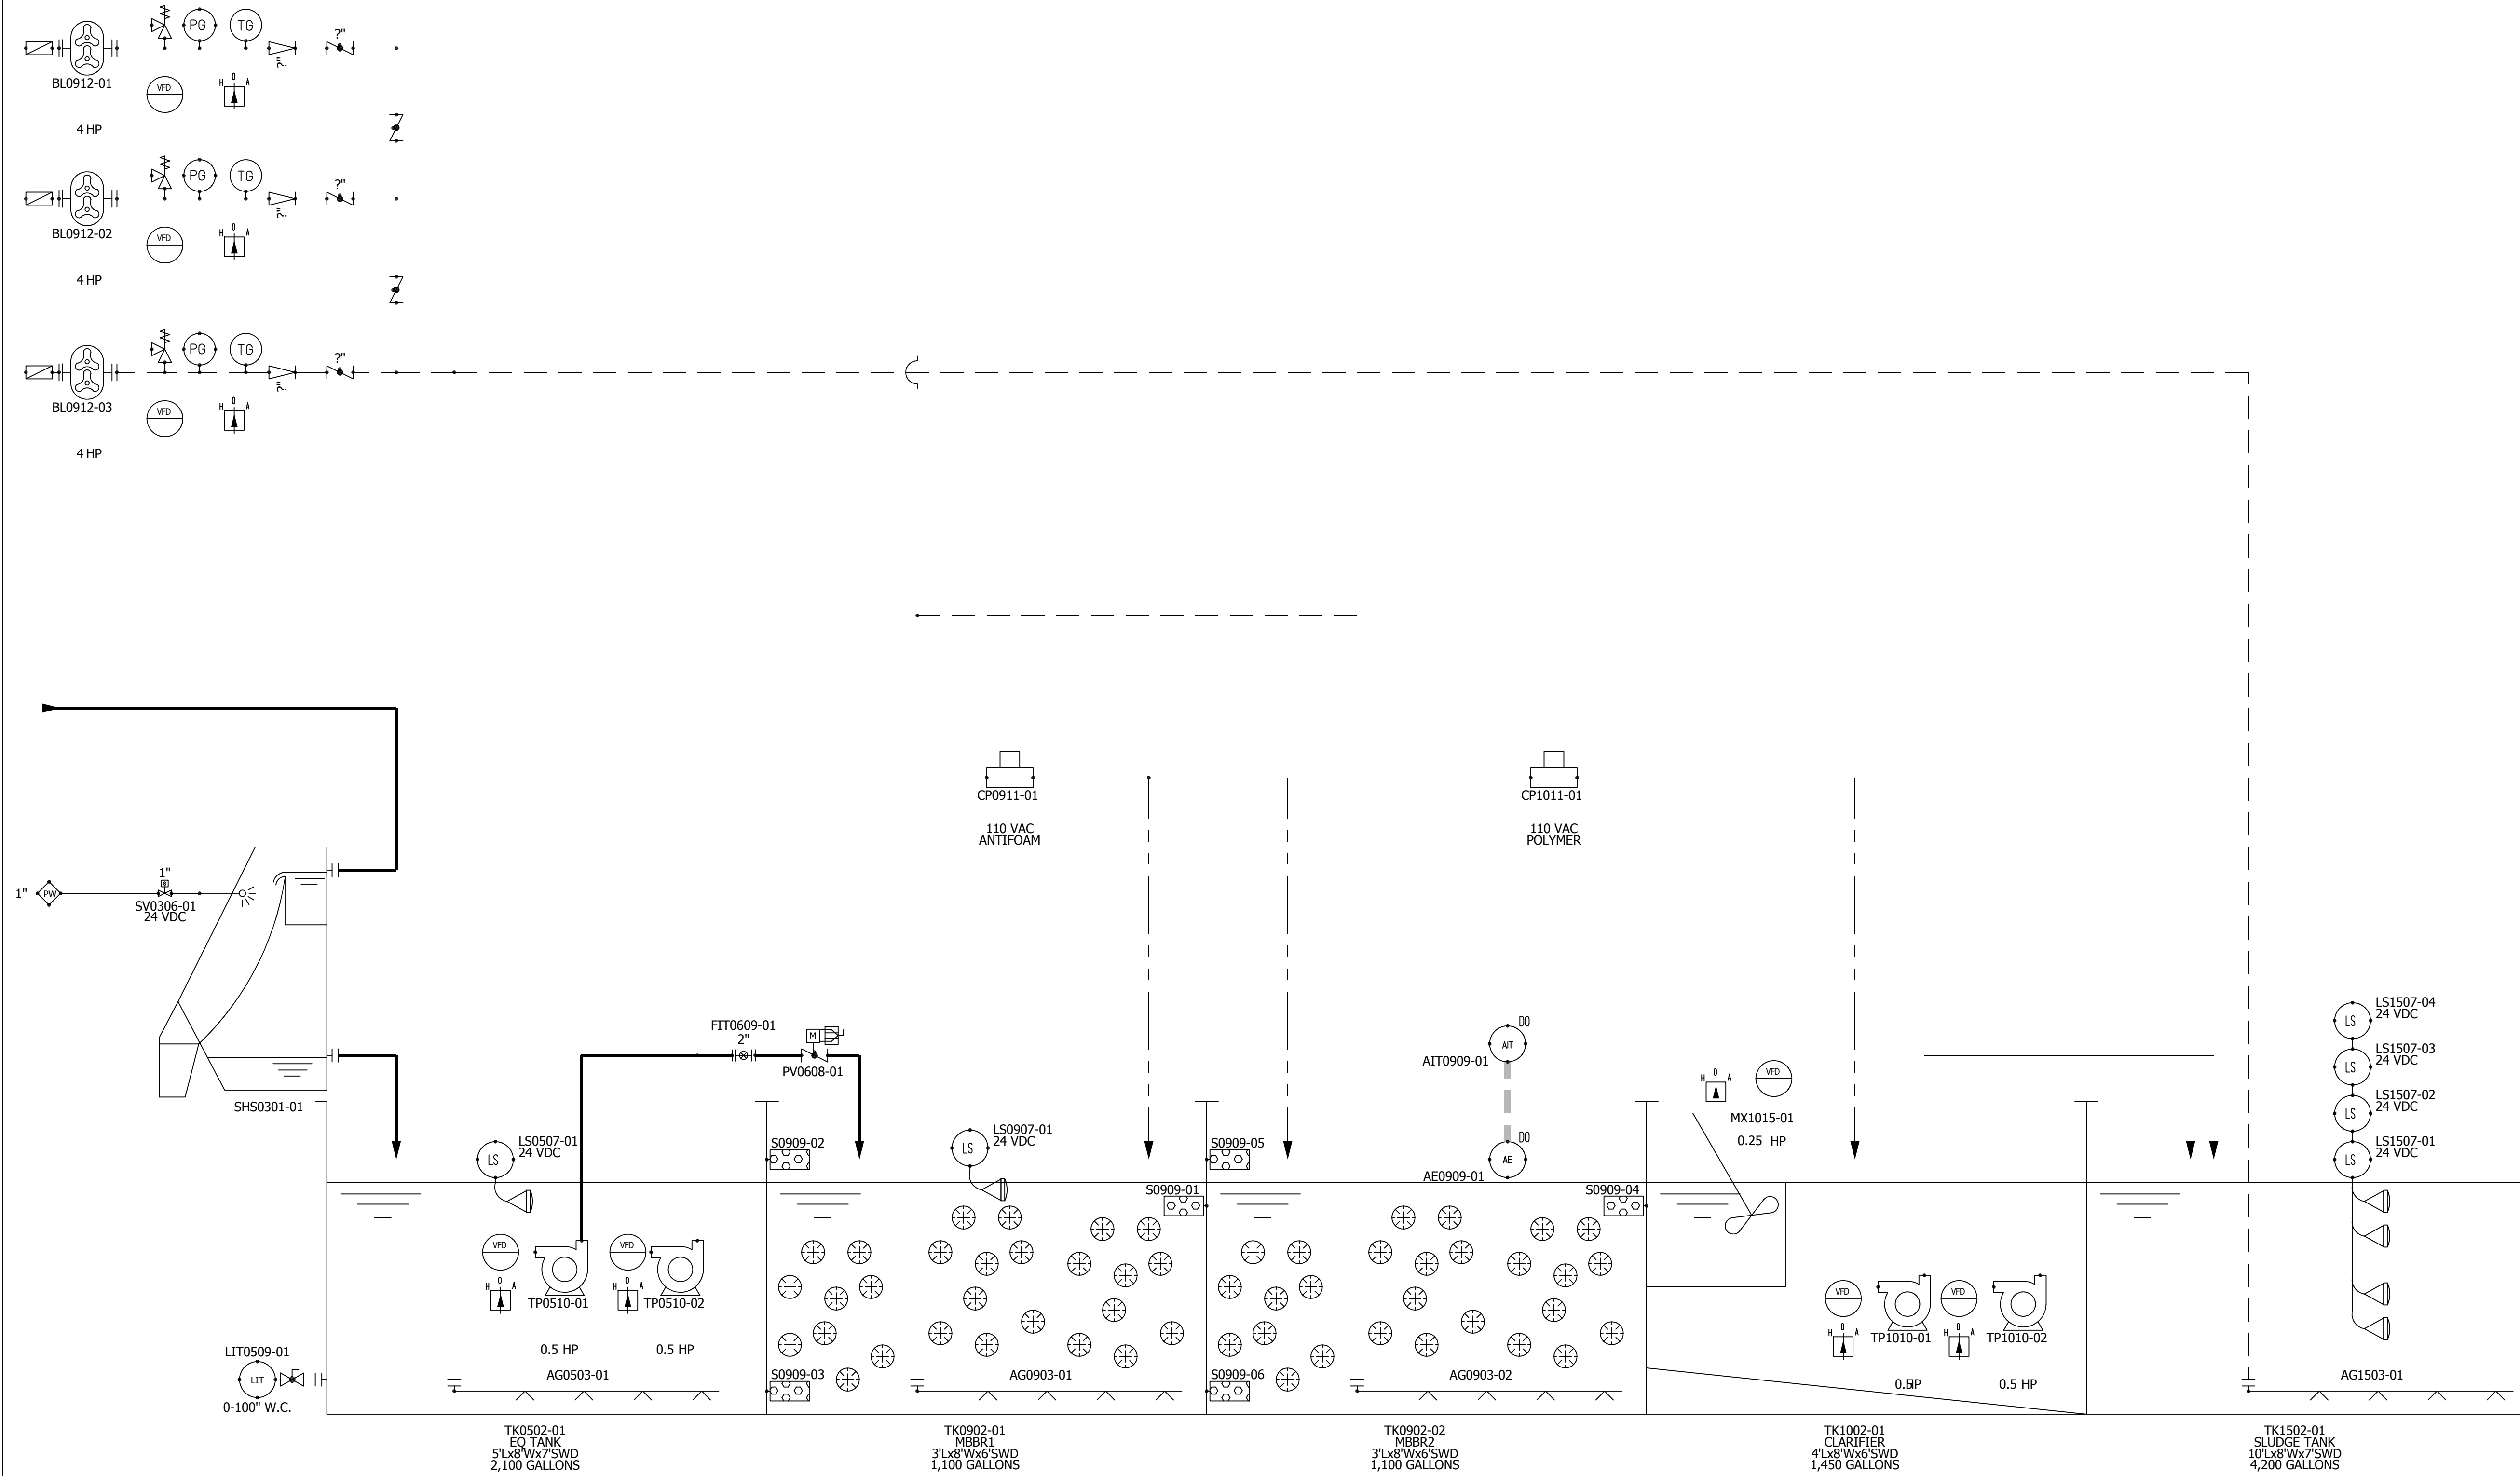 PG
TG
?"
?"
BL0912-01
VFD
H O A
4 HP
PG
TG
?"
?"
BL0912-02
VFD
H O A
4 HP
PG
TG
?"
?"
BL0912-03
VFD
H O A
4 HP
CP0911-01
110 VAC
ANTIFOAM
CP1011-01
110 VAC
POLYMER
1"
PW
1"
SV0306-01
24 VDC
SHS0301-01
FIT0609-01
2"
M
PV0608-01
LS
LS0507-01
24 VDC
S0909-02
LS
LS0907-01
24 VDC
S0909-01
S0909-05
DO
AIT
AIT0909-01
DO
AE
AE0909-01
S0909-04
H O A
VFD
MX1015-01
0.25 HP
LS
LS1507-04
24 VDC
LS
LS1507-03
24 VDC
LS
LS1507-02
24 VDC
LS
LS1507-01
24 VDC
VFD
H O A
TP0510-01
0.5 HP
VFD
H O A
TP0510-02
0.5 HP
VFD
H O A
TP1010-01
0.5HP
VFD
H O A
TP1010-02
0.5 HP
LIT0509-01
LIT
0-100" W.C.
AG0503-01
S0909-03
AG0903-01
S0909-06
AG0903-02
AG1503-01
TK0502-01
EQ TANK
5'Lx8'Wx7'SWD
2,100 GALLONS
TK0902-01
MBBR1
3'Lx8'Wx6'SWD
1,100 GALLONS
TK0902-02
MBBR2
3'Lx8'Wx6'SWD
1,100 GALLONS
TK1002-01
CLARIFIER
4'Lx8'Wx6'SWD
1,450 GALLONS
TK1502-01
SLUDGE TANK
10'Lx8'Wx7'SWD
4,200 GALLONS